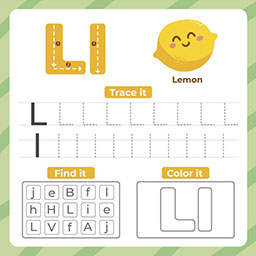 Ll
Lemon
Trace it
L
l
Find it
Color it
j e B f l
h H L i e
L V f A j
Ll